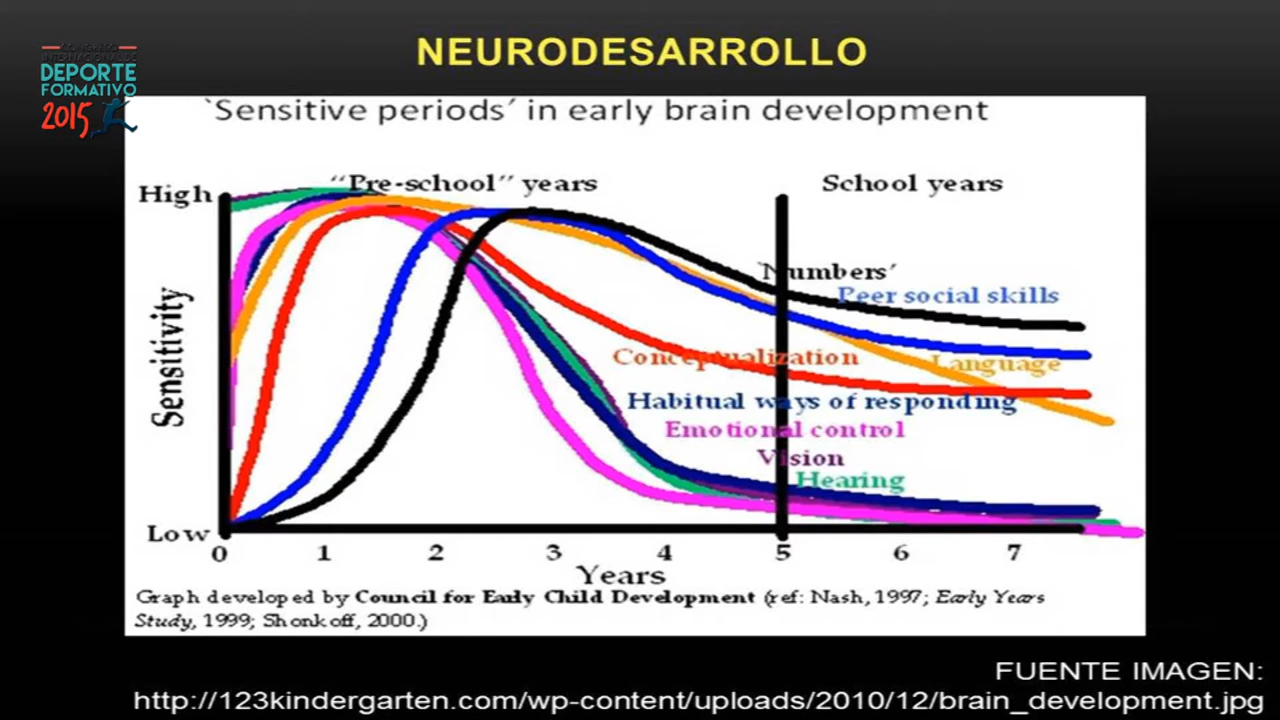 CONGRESO
INTERNACIONAL DE
DEPORTE
FORMATIVO
2015
NEURODESARROLLO
`Sensitive periods´ in early brain development
High
“Pre-school” years
School years
`Numbers´
Peer social skills
Conceptualization
Language
Habitual ways of responding
Emotional control
Vision
Hearing
Sensitivity
Low
0 1 2 3 4 5 6 7
Years
Graph developed by Council for Early Child Development (ref: Nash, 1997; Early Years
Study, 1999; Shonkoff, 2000.)
FUENTE IMAGEN:
http://123kindergarten.com/wp-content/uploads/2010/12/brain_development.jpg